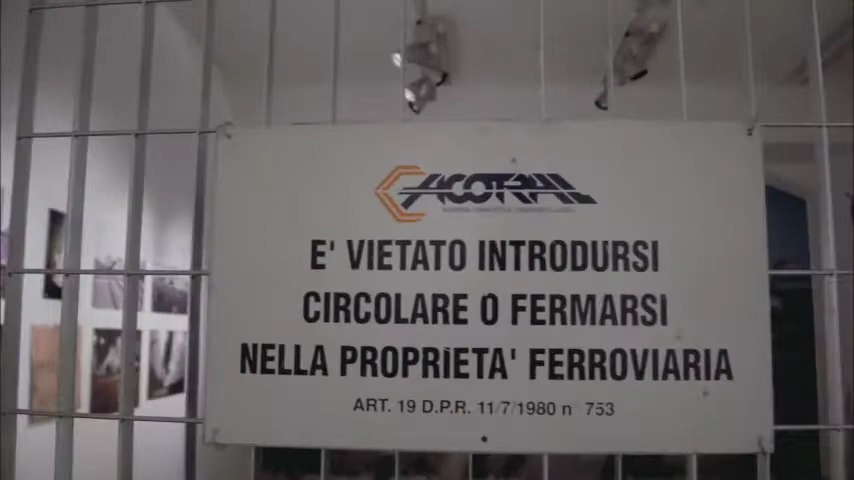 ACOTRAL
E' VIETATO INTRODURSI
CIRCOLARE O FERMARSI
NELLA PROPRIETA' FERROVIARIA
ART. 19 D.P.R. 11/7/1980 n° 753